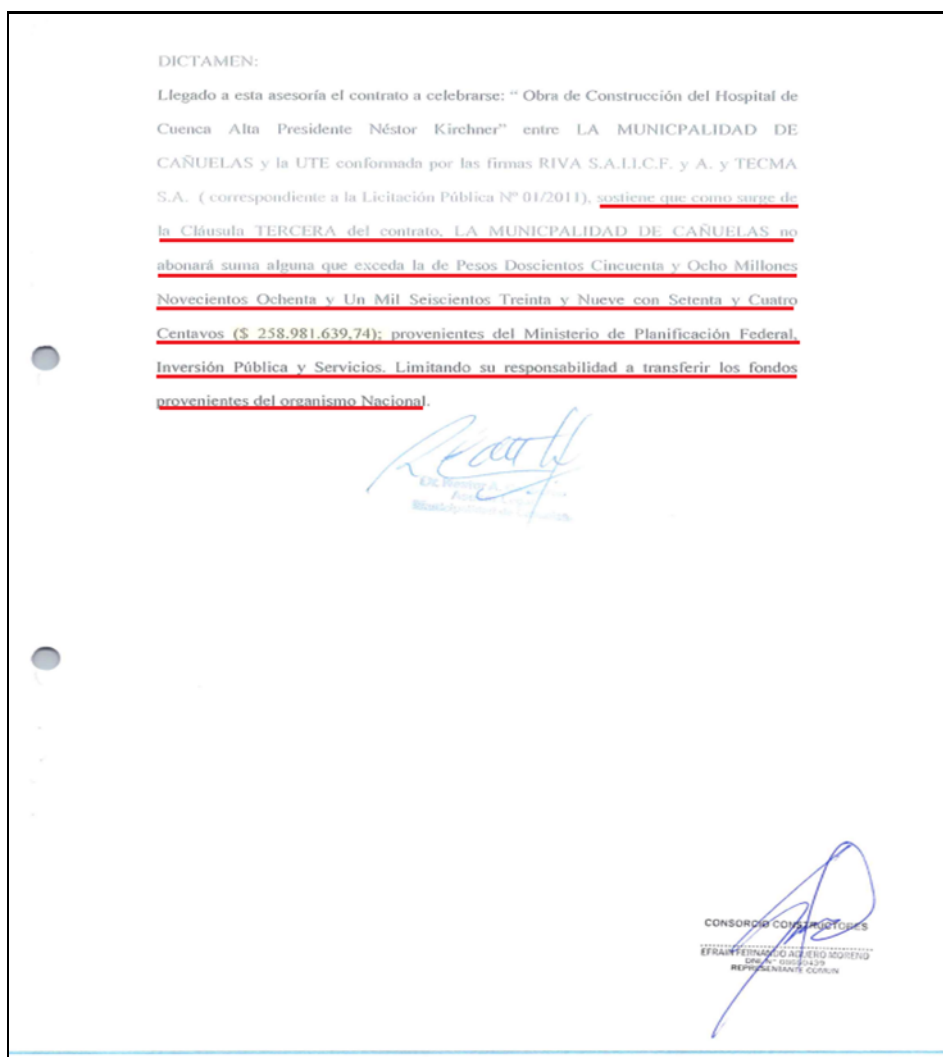 DICTAMEN:
Llegado a esta asesoría el contrato a celebrarse: “ Obra de Construcción del Hospital de
Cuenca Alta Presidente Néstor Kirchner” entre LA MUNICPALIDAD DE
CAÑUELAS y la UTE conformada por las firmas RIVA S.A.I.I.C.F. y A. y TECMA
S.A. ( correspondiente a la Licitación Pública Nº 01/2011), sostiene que como surge de
la Cláusula TERCERA del contrato, LA MUNICPALIDAD DE CAÑUELAS no
abonará suma alguna que exceda la de Pesos Doscientos Cincuenta y Ocho Millones
Novecientos Ochenta y Un Mil Seiscientos Treinta y Nueve con Setenta y Cuatro
Centavos ($ 258.981.639,74); provenientes del Ministerio de Planificación Federal,
Inversión Pública y Servicios. Limitando su responsabilidad a transferir los fondos
provenientes del organismo Nacional.
CONSORCIO CONSTRUCTORES
EFRAIN FERNANDO AGUERO MORENO
DNI N°
REPRESENTANTE COMUN